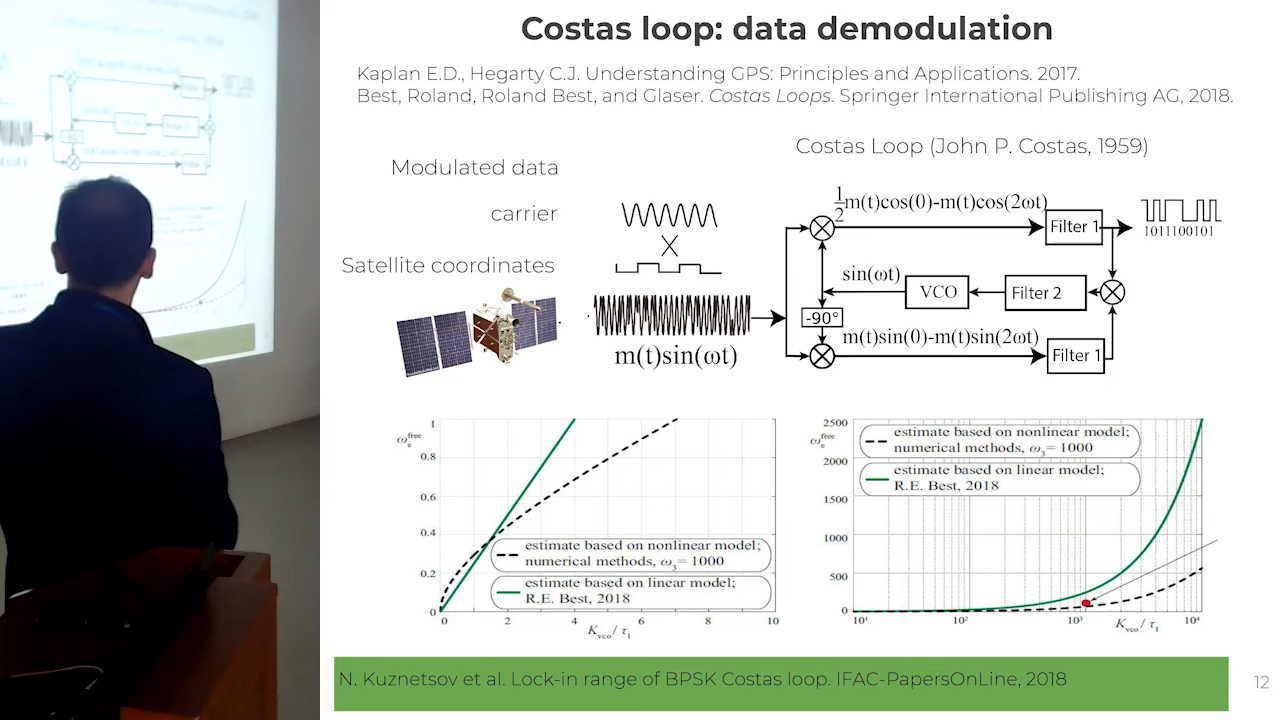 Costas loop: data demodulation
Kaplan E.D., Hegarty C.J. Understanding GPS: Principles and Applications. 2017.
Best, Roland, Roland Best, and Glaser. Costas Loops. Springer International Publishing AG, 2018.
Costas Loop (John P. Costas, 1959)
Modulated data
carrier
Satellite coordinates
m(t)sin(ωt)
½m(t)cos(0)-m(t)cos(2ωt)
Filter 1
1011100101
sin(ωt)
VCO
Filter 2
-90°
m(t)sin(0)-m(t)sin(2ωt)
Filter 1
ω_e^free
1
0.8
0.6
0.4
0.2
0
estimate based on nonlinear model;
numerical methods, ω₃= 1000
estimate based on linear model;
R.E. Best, 2018
0 2 4 6 8 10
K_vco / τ₁
ω_e^free
2500
2000
1500
1000
500
0
estimate based on nonlinear model;
numerical methods, ω₃= 1000
estimate based on linear model;
R.E. Best, 2018
10¹ 10² 10³ 10⁴
K_vco / τ₁
N. Kuznetsov et al. Lock-in range of BPSK Costas loop. IFAC-PapersOnLine, 2018
12